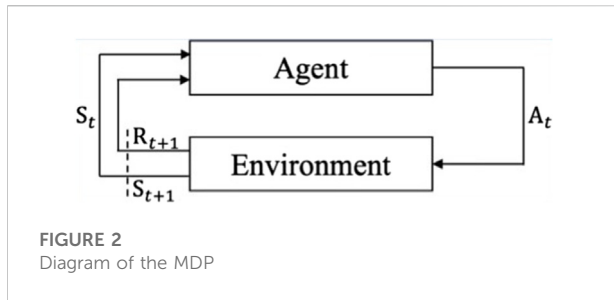 Agent
S_t
A_t
R_{t+1}
Environment
S_{t+1}
FIGURE 2
Diagram of the MDP